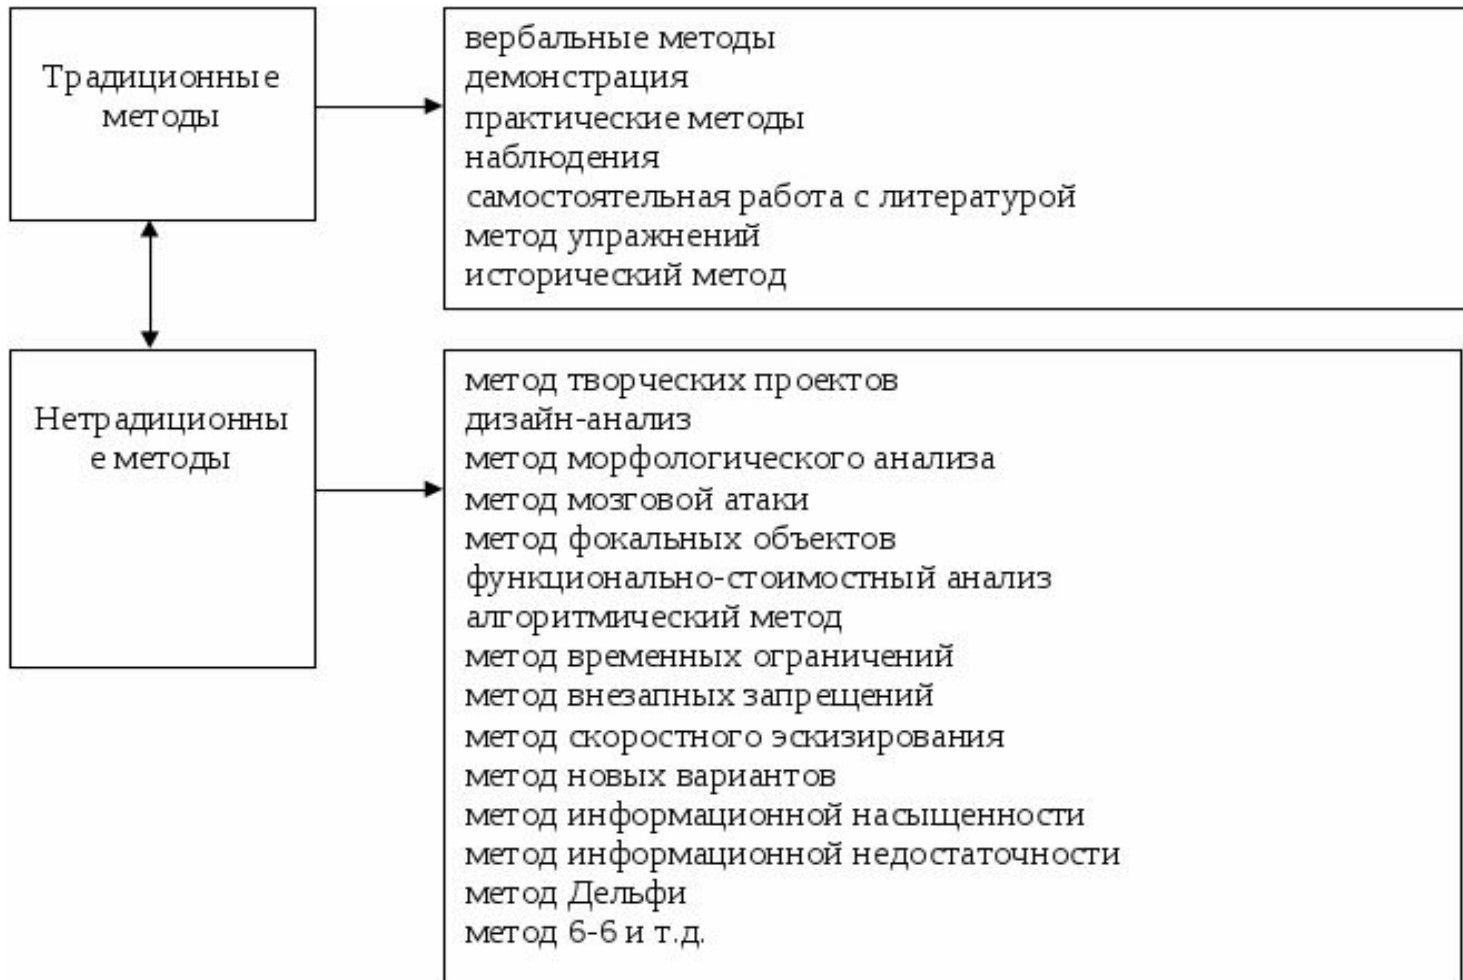 Традиционные
методы
вербальные методы
демонстрация
практические методы
наблюдения
самостоятельная работа с литературой
метод упражнений
исторический метод
Нетрадиционны
е методы
метод творческих проектов
дизайн-анализ
метод морфологического анализа
метод мозговой атаки
метод фокальных объектов
функционально-стоимостный анализ
алгоритмический метод
метод временных ограничений
метод внезапных запрещений
метод скоростного эскизирования
метод новых вариантов
метод информационной насыщенности
метод информационной недостаточности
метод Дельфи
метод 6-6 и т.д.